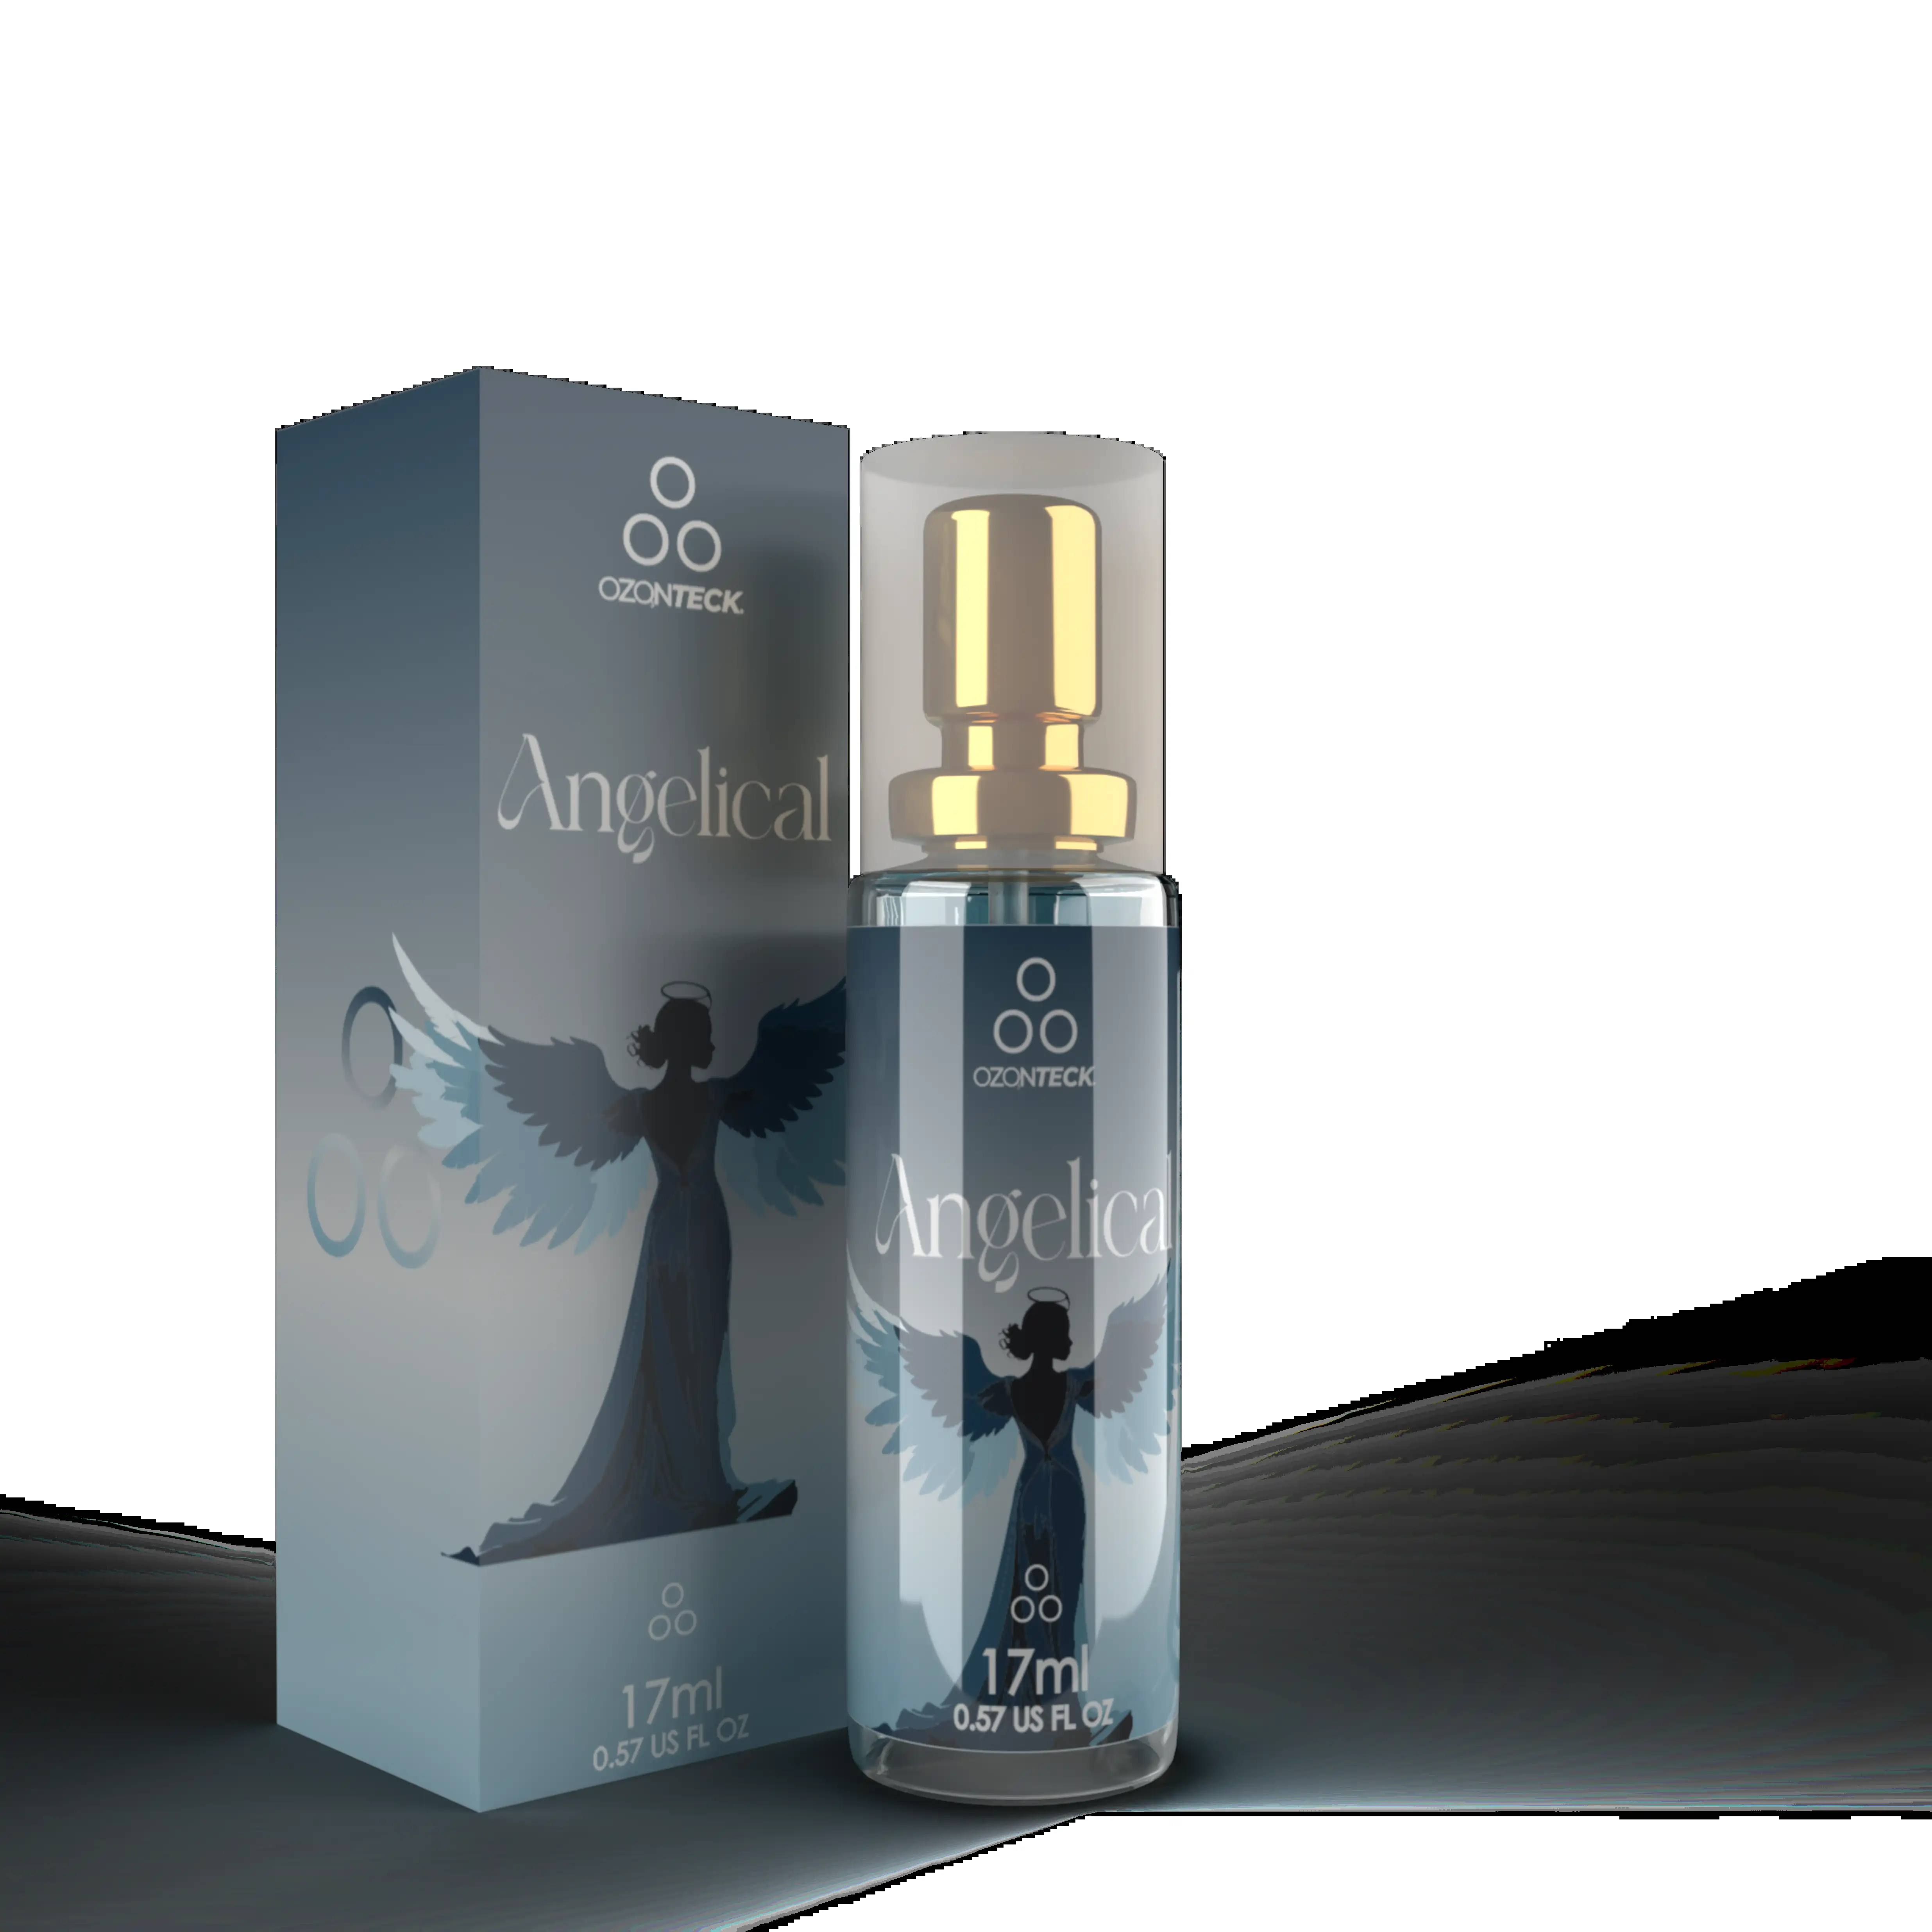 OZONTECK.
Angelical
17ml
0.57 US FL OZ
OZONTECK.
Angelical
17ml
0.57 US FL OZ